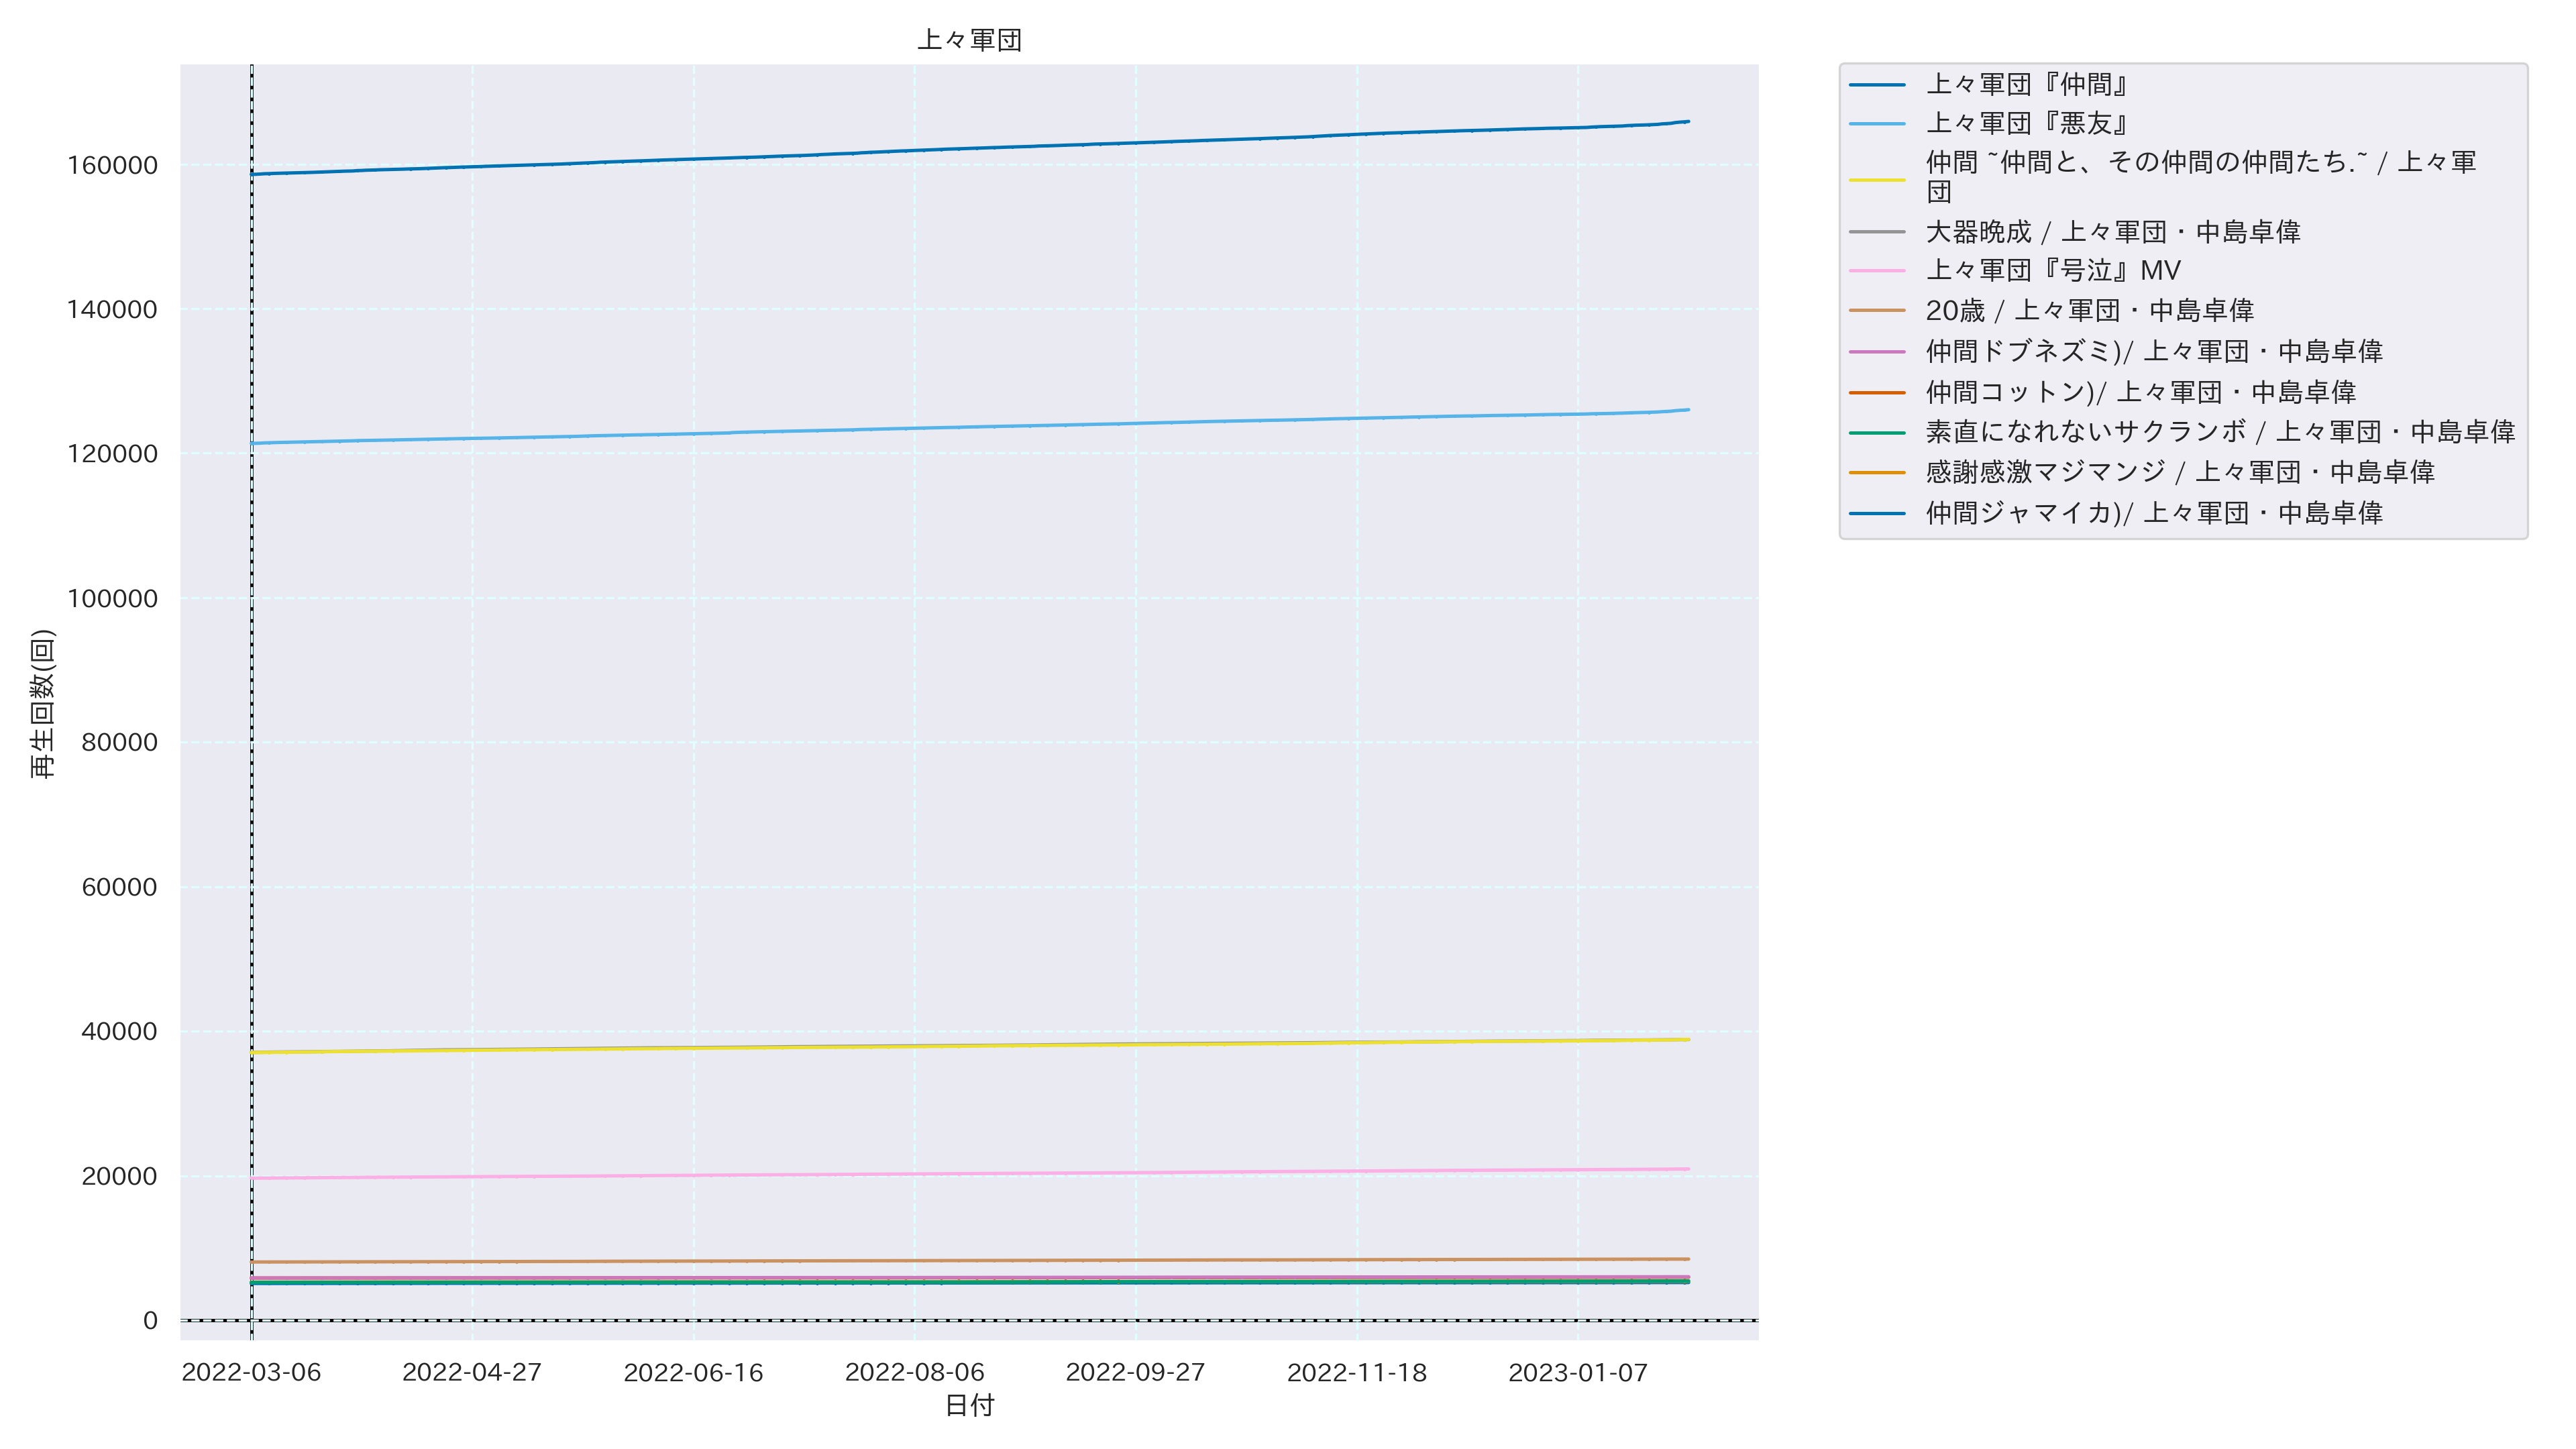 上々軍団
160000
140000
120000
100000
80000
60000
40000
20000
0
再生回数(回)
2022-03-06
2022-04-27
2022-06-16
2022-08-06
2022-09-27
2022-11-18
2023-01-07
日付
上々軍団『仲間』
上々軍団『悪友』
仲間 ~仲間と、その仲間の仲間たち.~ / 上々軍
団
大器晩成 / 上々軍団・中島卓偉
上々軍団『号泣』MV
20歳 / 上々軍団・中島卓偉
仲間ドブネズミ)/ 上々軍団・中島卓偉
仲間コットン)/ 上々軍団・中島卓偉
素直になれないサクランボ / 上々軍団・中島卓偉
感謝感激マジマンジ / 上々軍団・中島卓偉
仲間ジャマイカ)/ 上々軍団・中島卓偉